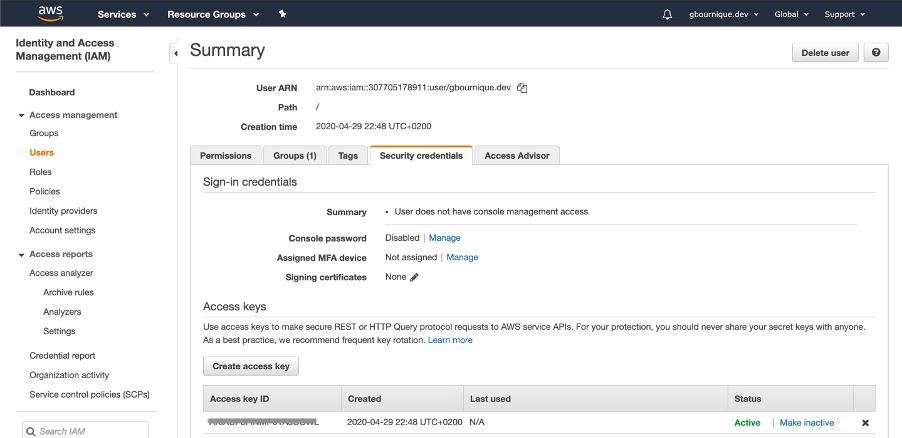 aws
Services
Resource Groups
gbournique.dev
Global
Support
Identity and Access
Management (IAM)
Dashboard
Access management
Groups
Users
Roles
Policies
Identity providers
Account settings
Access reports
Access analyzer
Archive rules
Analyzers
Settings
Credential report
Organization activity
Service control policies (SCPs)
Search IAM
Summary
Delete user
User ARN arn:aws:iam::307705178911:user/gbournique.dev
Path /
Creation time 2020-04-29 22:48 UTC+0200
Permissions Groups (1) Tags Security credentials Access Advisor
Sign-in credentials
Summary • User does not have console management access
Console password Disabled | Manage
Assigned MFA device Not assigned | Manage
Signing certificates None
Access keys
Use access keys to make secure REST or HTTP Query protocol requests to AWS service APIs. For your protection, you should never share your secret keys with anyone.
As a best practice, we recommend frequent key rotation. Learn more
Create access key
Access key ID Created Last used Status
2020-04-29 22:48 UTC+0200 N/A Active | Make inactive